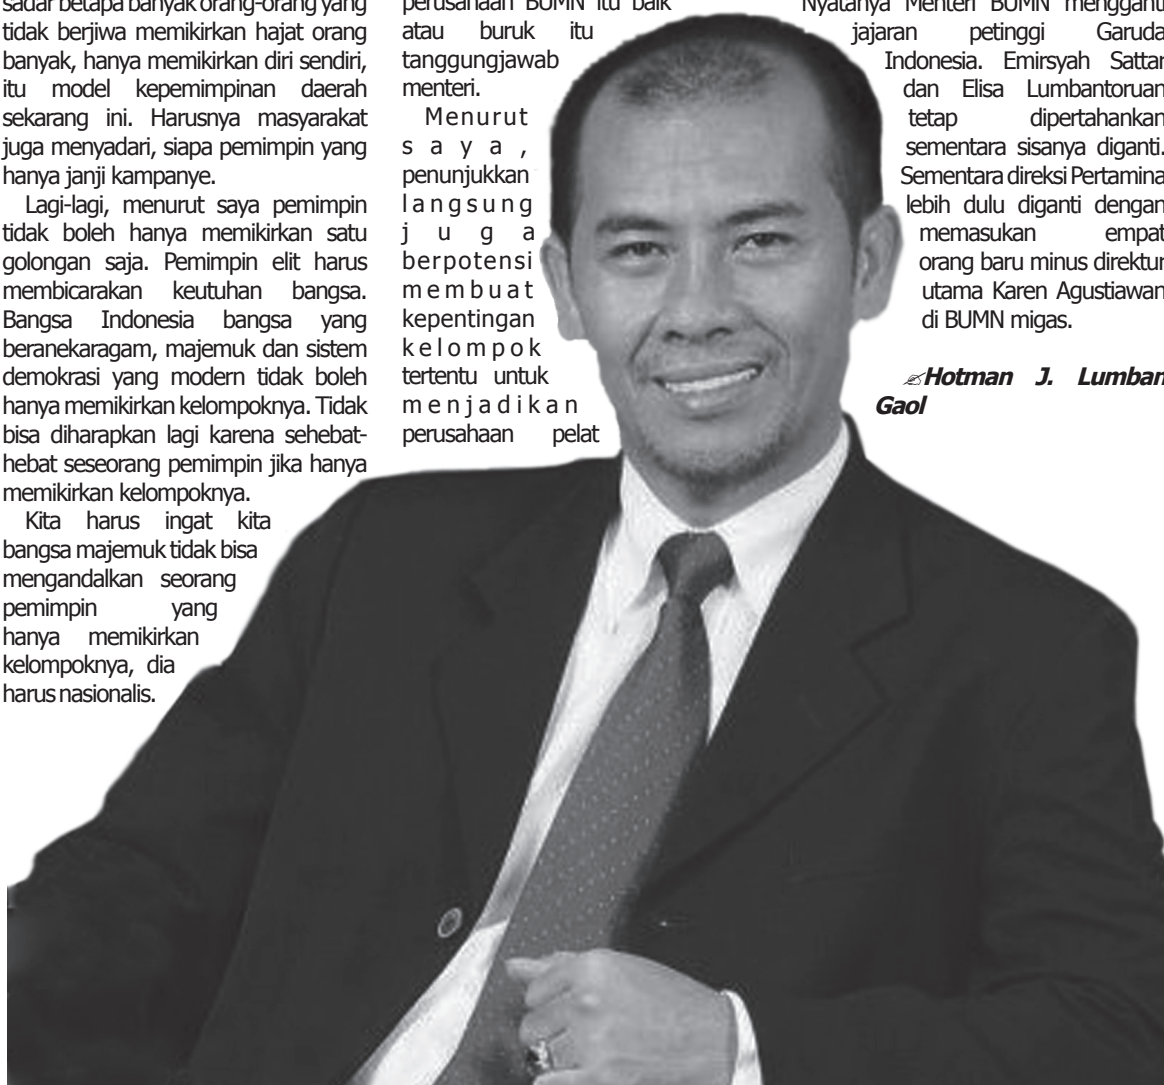 sadar betapa banyak orang-orang yang
tidak berjiwa memikirkan hajat orang
banyak, hanya memikirkan diri sendiri,
itu model kepemimpinan daerah
sekarang ini. Harusnya masyarakat
juga menyadari, siapa pemimpin yang
hanya janji kampanye.
Lagi-lagi, menurut saya pemimpin
tidak boleh hanya memikirkan satu
golongan saja. Pemimpin elit harus
membicarakan keutuhan bangsa.
Bangsa Indonesia bangsa yang
beranekaragam, majemuk dan sistem
demokrasi yang modern tidak boleh
hanya memikirkan kelompoknya. Tidak
bisa diharapkan lagi karena sehebat-
hebat seseorang pemimpin jika hanya
memikirkan kelompoknya.
Kita harus ingat kita
bangsa majemuk tidak bisa
mengandalkan seorang
pemimpin yang
hanya memikirkan
kelompoknya, dia
harus nasionalis.
perusahaan BUMN itu baik
atau buruk itu
tanggungjawab
menteri.
Menurut
saya,
penunjukkan
langsung
juga
berpotensi
membuat
kepentingan
kelompok
tertentu untuk
menjadikan
perusahaan pelat
Nyatanya Menteri BUMN mengganti
jajaran petinggi Garuda
Indonesia. Emirsyah Sattar
dan Elisa Lumbantoruan
tetap dipertahankan
sementara sisanya diganti.
Sementara direksi Pertamina
lebih dulu diganti dengan
memasukan empat
orang baru minus direktur
utama Karen Agustiawan
di BUMN migas.
✍Hotman J. Lumban
Gaol